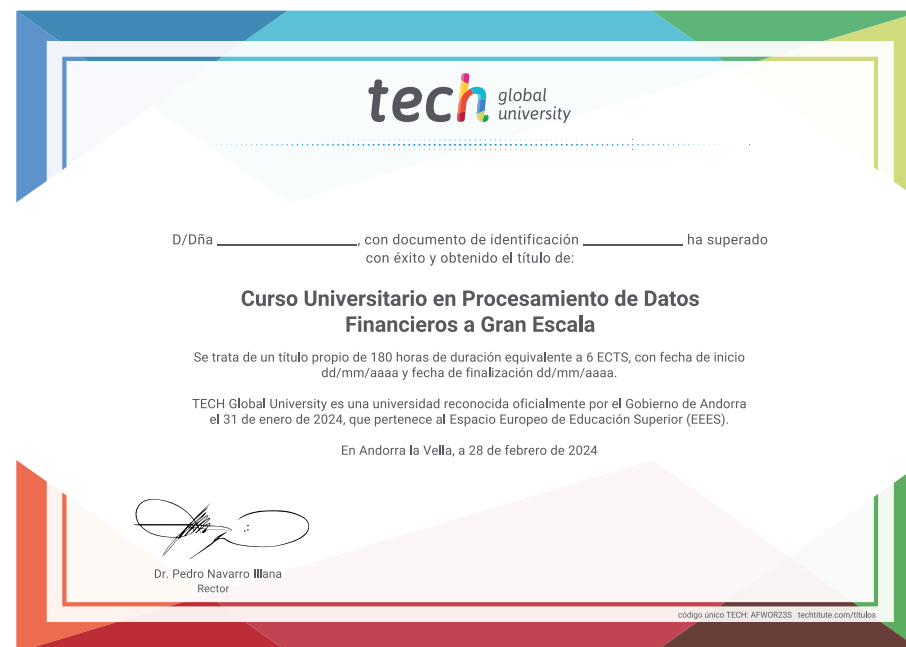 tech global university
D/Dña ____________, con documento de identificación ____________ ha superado
con éxito y obtenido el título de:
Curso Universitario en Procesamiento de Datos
Financieros a Gran Escala
Se trata de un título propio de 180 horas de duración equivalente a 6 ECTS, con fecha de inicio
dd/mm/aaaa y fecha de finalización dd/mm/aaaa.
TECH Global University es una universidad reconocida oficialmente por el Gobierno de Andorra
el 31 de enero de 2024, que pertenece al Espacio Europeo de Educación Superior (EEES).
En Andorra la Vella, a 28 de febrero de 2024
Dr. Pedro Navarro Illana
Rector
código único TECH: AFWOR23S techtitute.com/titulos